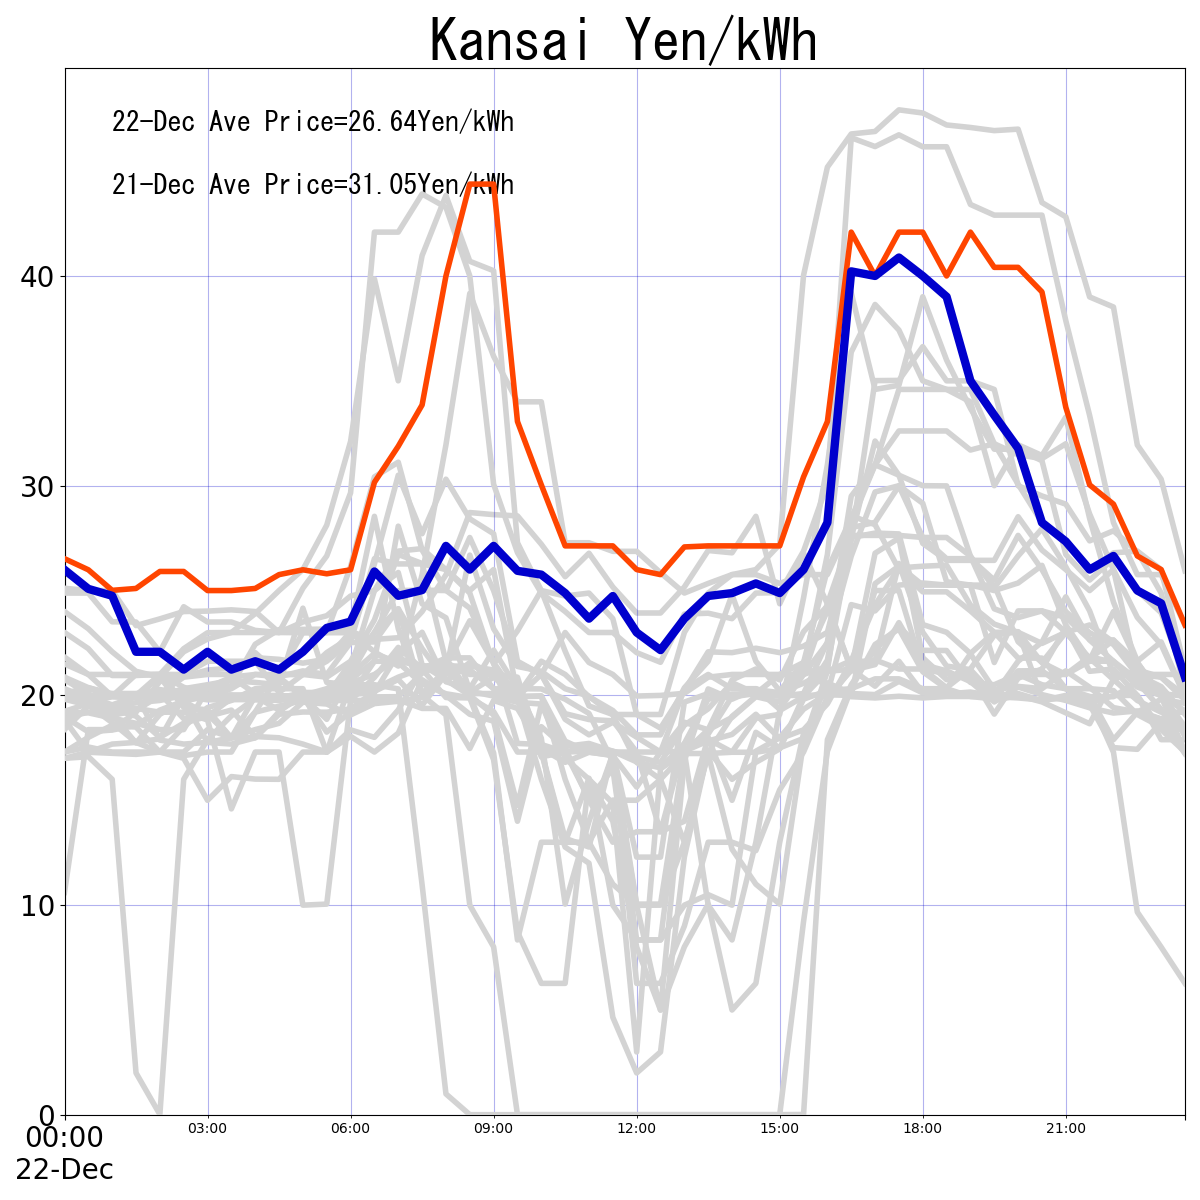 Kansai Yen/kWh
22-Dec Ave Price=26.64Yen/kWh
21-Dec Ave Price=31.05Yen/kWh
40
30
20
10
0
00:00 03:00 06:00 09:00 12:00 15:00 18:00 21:00
22-Dec